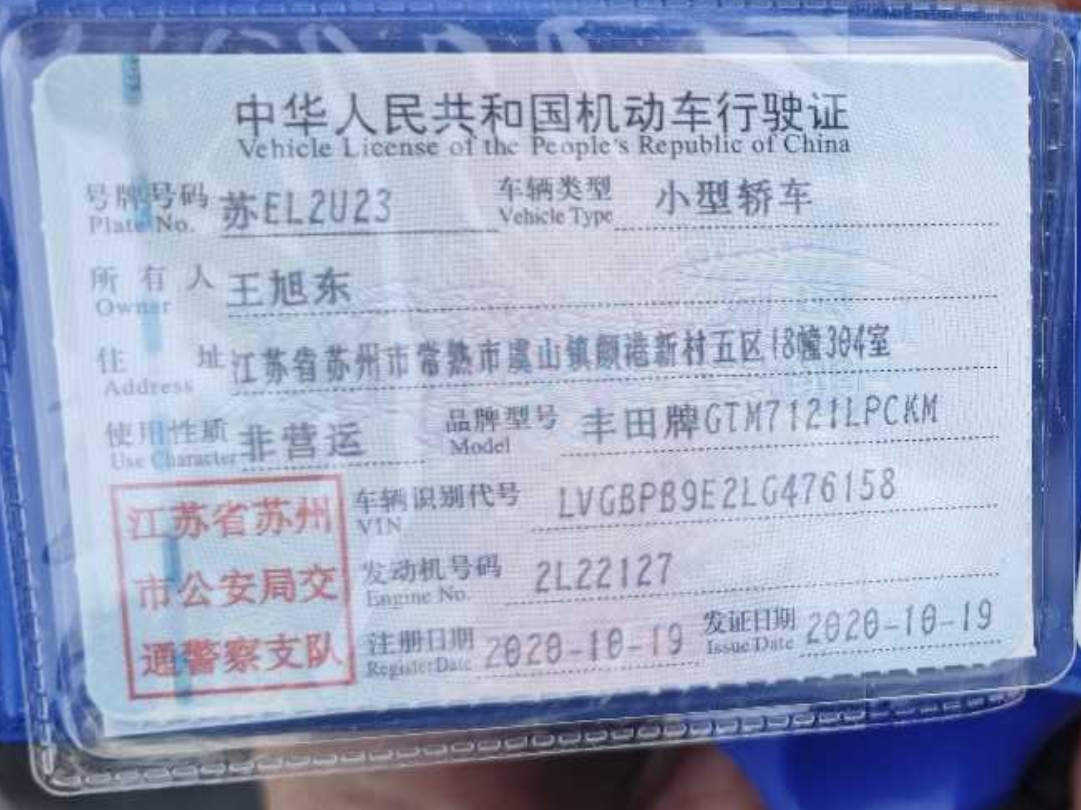 中华人民共和国机动车行驶证
Vehicle License of the People's Republic of China
号牌号码 苏EL2U23 车辆类型 小型轿车
Plate No. Vehicle Type
所有人 王旭东
Owner
住址 江苏省苏州市常熟市虞山镇颜港新村五区18幢304室
Address
使用性质 非营运 品牌型号 丰田牌GTM7121LPCKM
Use Character Model
江苏省苏州
市公安局交
通警察支队
车辆识别代号 LVGBPB9E2LG476158
VIN
发动机号码 2L22127
Engine No.
注册日期 2020-10-19 发证日期 2020-10-19
Register Date Issue Date